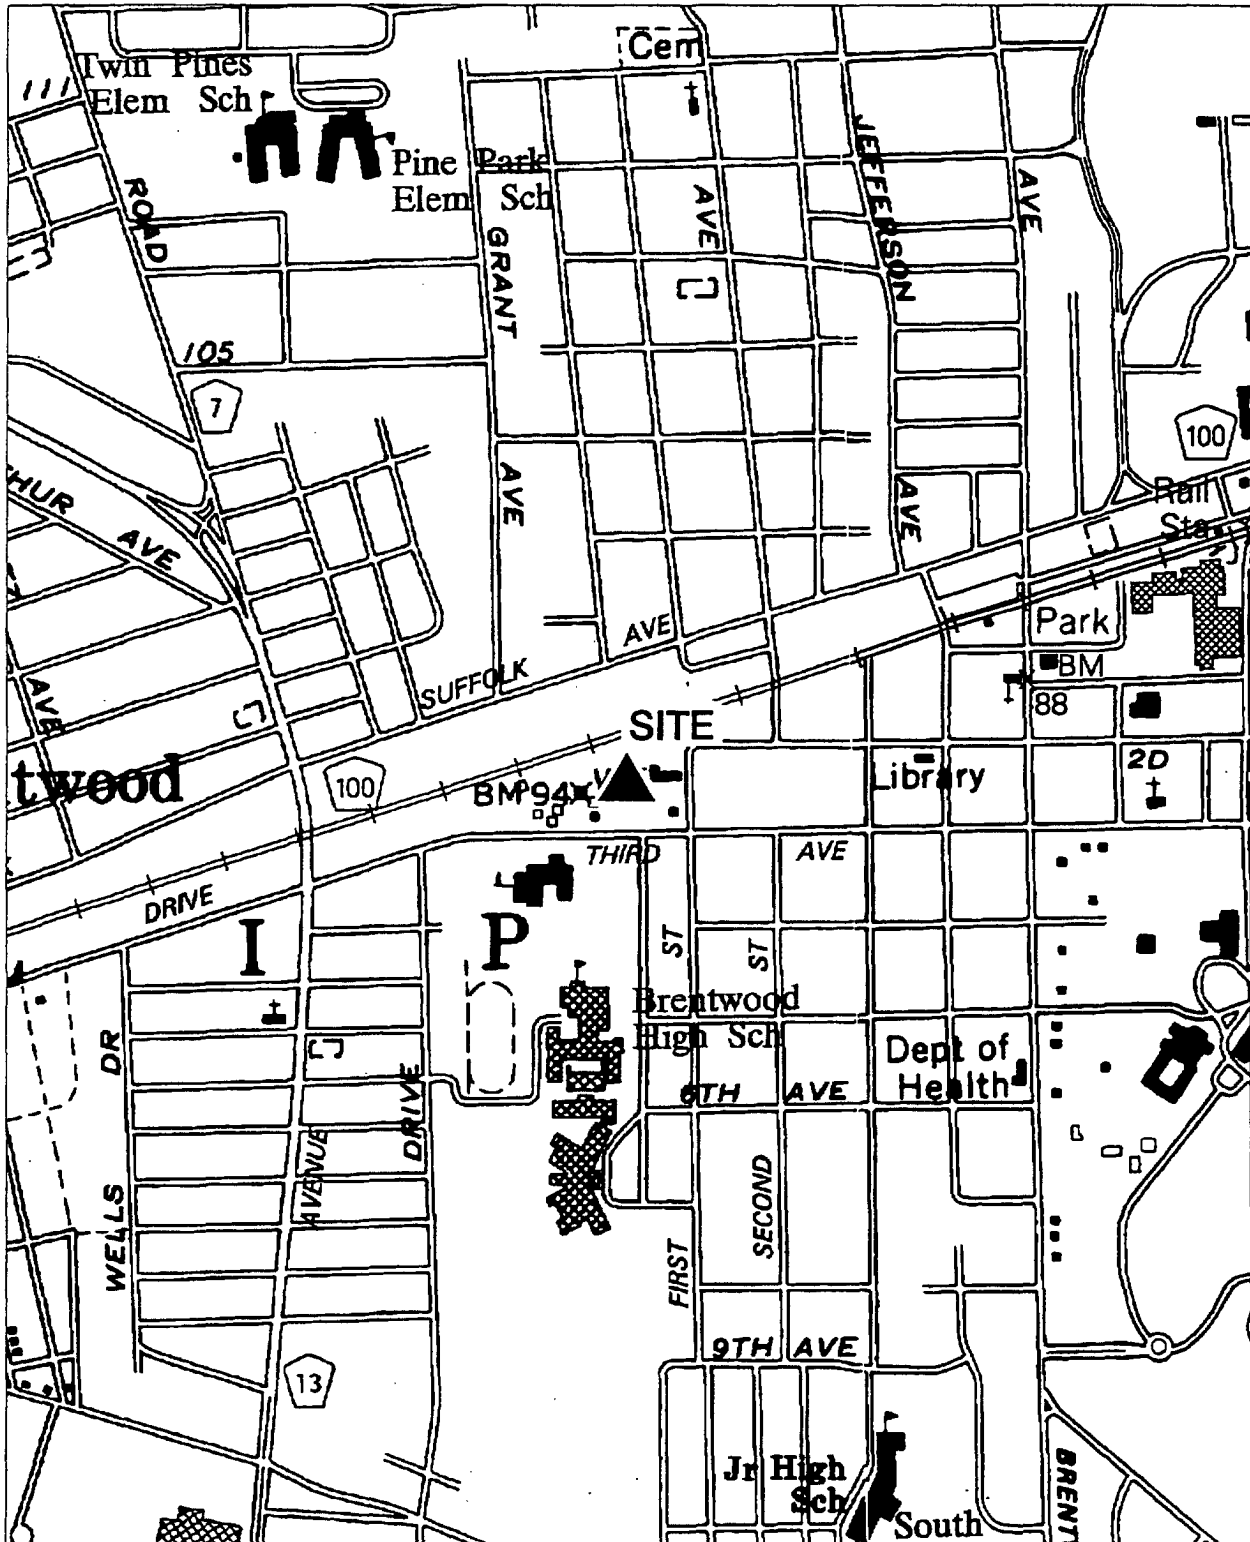 Cem
Twin Pines
Elem Sch
Pine Park
Elem Sch
JEFFERSON
ROAD
AVE
AVE
GRANT
105
7
100
HUR
AVE
AVE
AVE
Rail
Sta
Park
AVE
SUFFOLK
BM
88
AVE
SITE
2D
twood
100
BM 94
Library
THIRD
AVE
DRIVE
I
P
ST
ST
Brentwood
High Sch
DR
Dept of
Health
6TH AVE
DRIVE
AVENUE
WELLS
SECOND
FIRST
9TH AVE
13
Jr High
Sch
South
BRENT